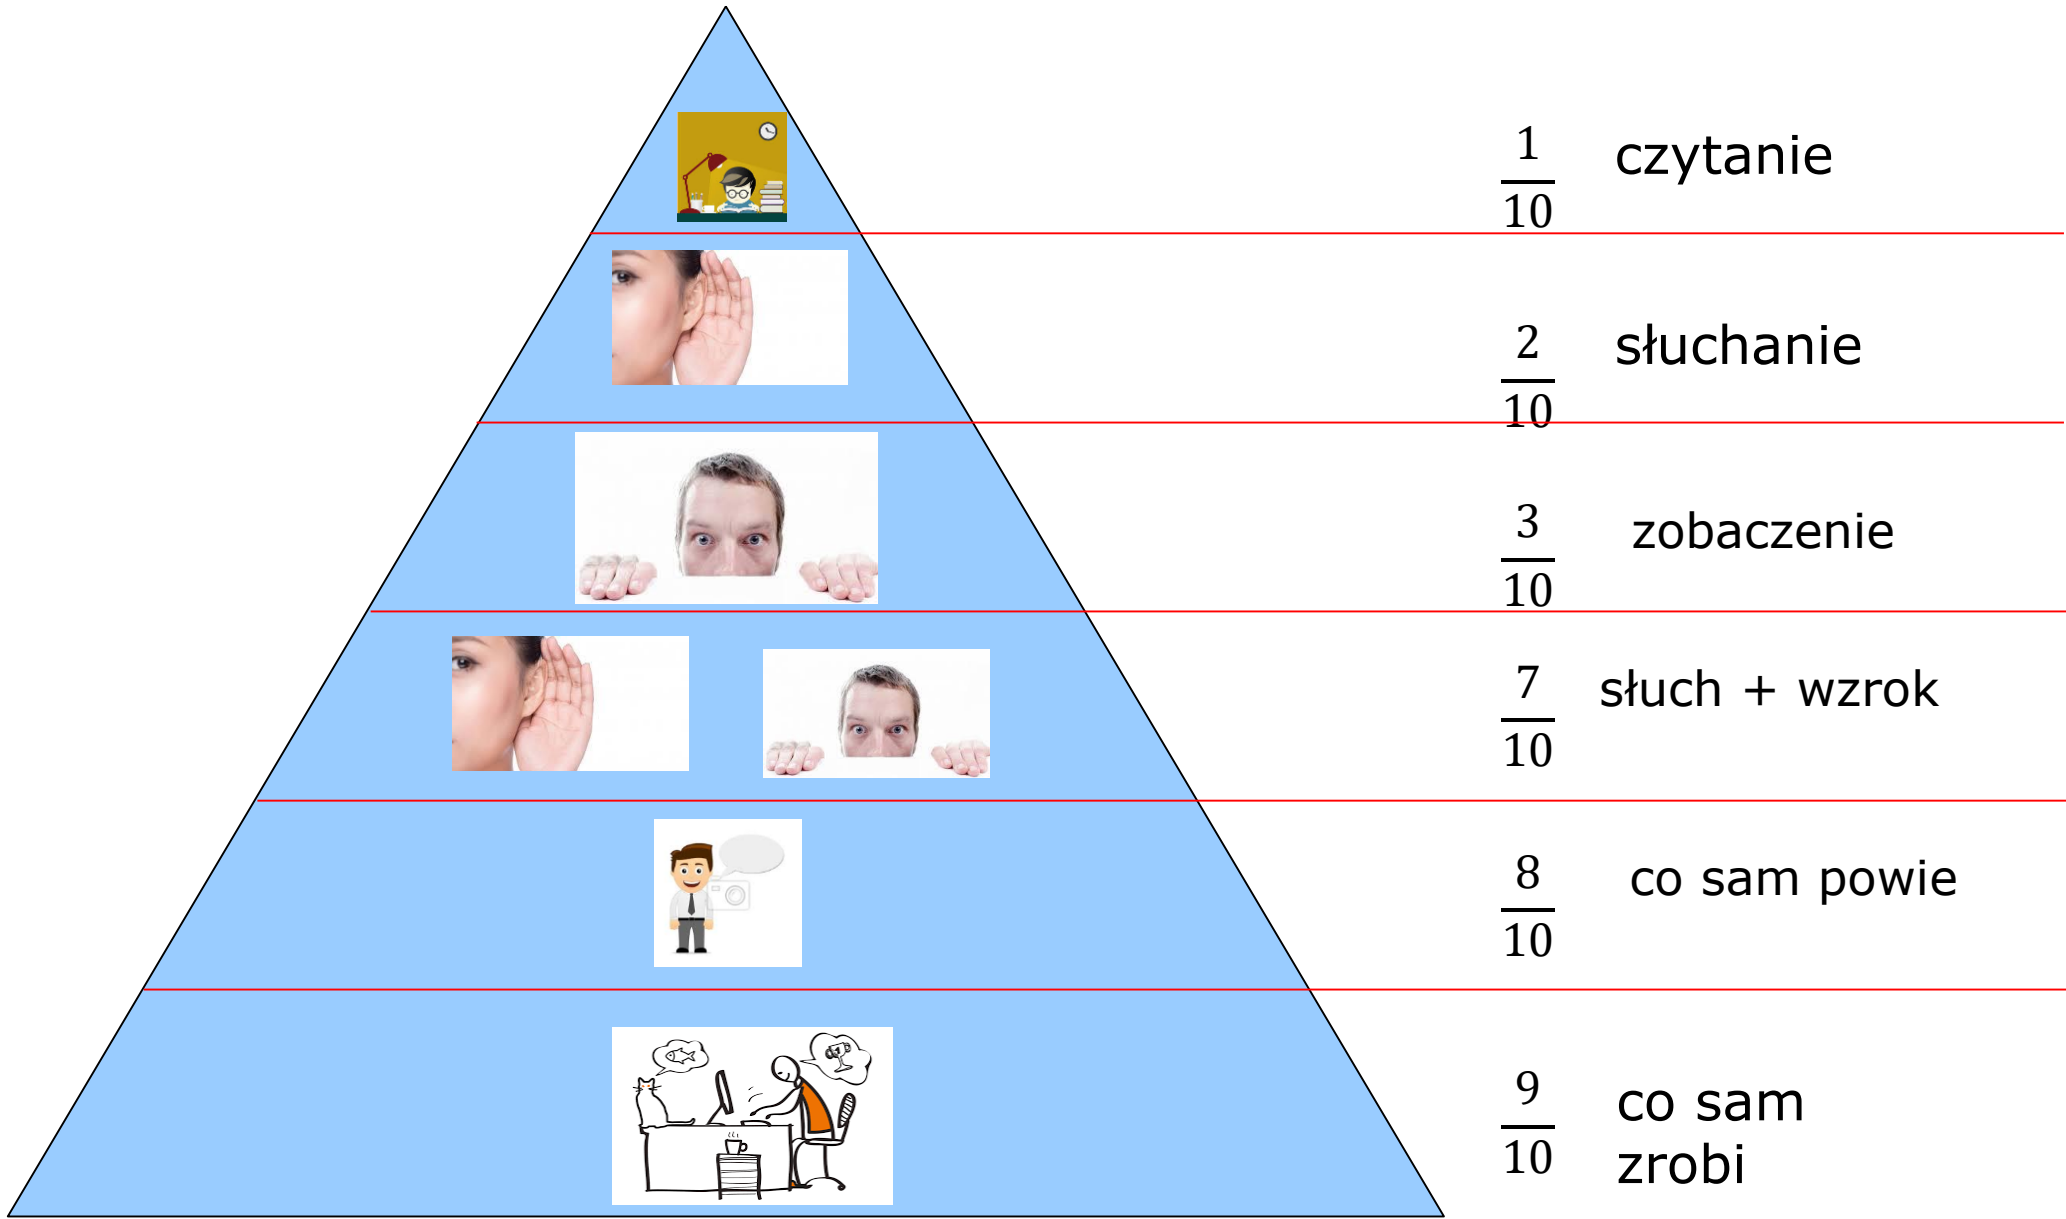 1/10 czytanie
2/10 słuchanie
3/10 zobaczenie
7/10 słuch + wzrok
8/10 co sam powie
9/10 co sam
zrobi